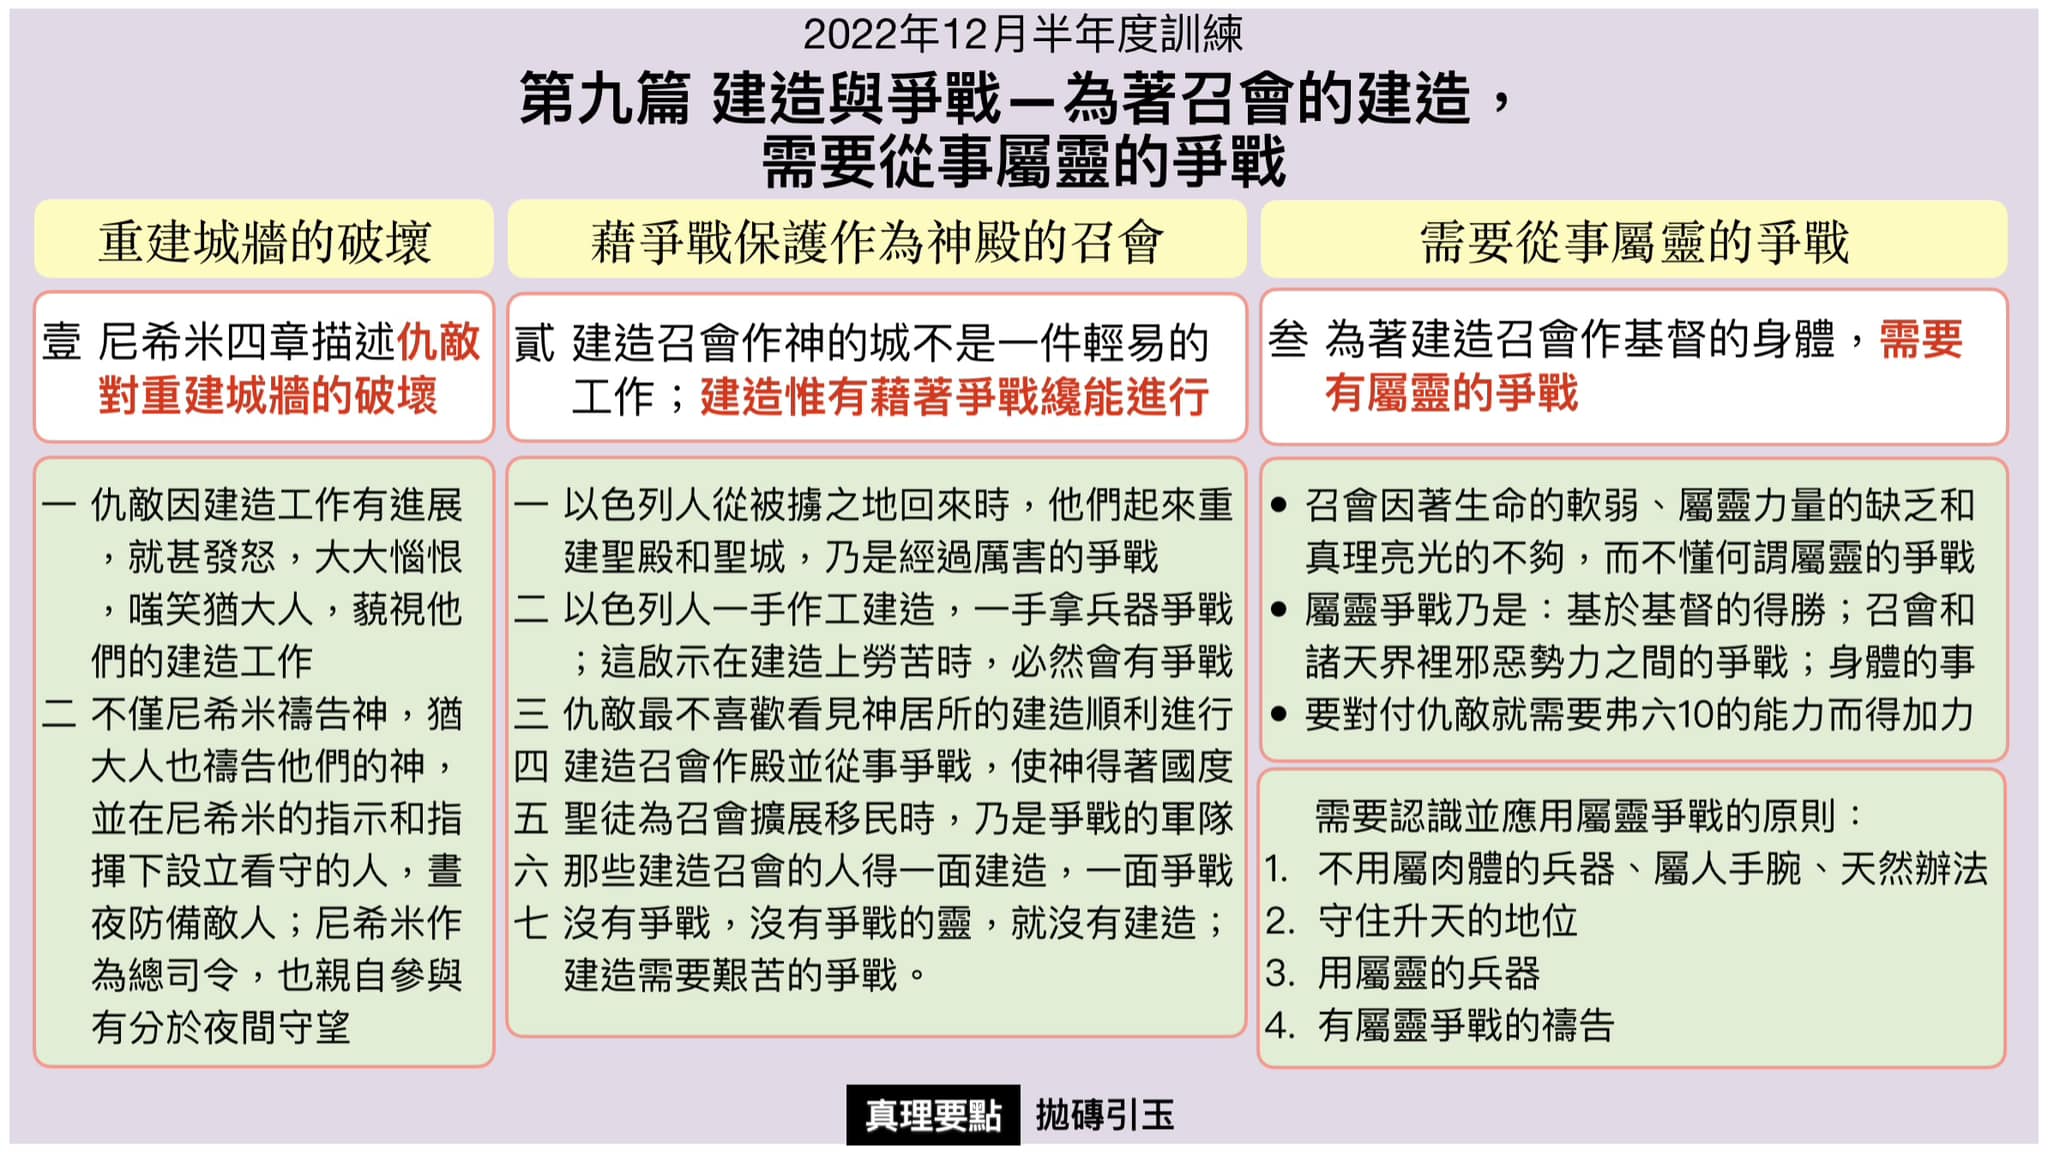 2022年12月半年度訓練
第九篇 建造與爭戰－為著召會的建造，
需要從事屬靈的爭戰
重建城牆的破壞
壹 尼希米四章描述仇敵
對重建城牆的破壞
一 仇敵因建造工作有進展
，就甚發怒，大大惱恨
，嗤笑猶大人，藐視他
們的建造工作
二 不僅尼希米禱告神，猶
大人也禱告他們的神，
並在尼希米的指示和指
揮下設立看守的人，晝
夜防備敵人；尼希米作
為總司令，也親自參與
有分於夜間守望
藉爭戰保護作為神殿的召會
貳 建造召會作神的城不是一件輕易的
工作；建造惟有藉著爭戰纔能進行
一 以色列人從被擄之地回來時，他們起來重
建聖殿和聖城，乃是經過厲害的爭戰
二 以色列人一手作工建造，一手拿兵器爭戰
；這啟示在建造上勞苦時，必然會有爭戰
三 仇敵最不喜歡看見神居所的建造順利進行
四 建造召會作殿並從事爭戰，使神得著國度
五 聖徒為召會擴展移民時，乃是爭戰的軍隊
六 那些建造召會的人得一面建造，一面爭戰
七 沒有爭戰，沒有爭戰的靈，就沒有建造；
建造需要艱苦的爭戰。
需要從事屬靈的爭戰
叁 為著建造召會作基督的身體，需要
有屬靈的爭戰
• 召會因著生命的軟弱、屬靈力量的缺乏和
真理亮光的不夠，而不懂何謂屬靈的爭戰
• 屬靈爭戰乃是：基於基督的得勝；召會和
諸天界裡邪惡勢力之間的爭戰；身體的事
• 要對付仇敵就需要弗六10的能力而得加力
需要認識並應用屬靈爭戰的原則：
1. 不用屬肉體的兵器、屬人手腕、天然辦法
2. 守住升天的地位
3. 用屬靈的兵器
4. 有屬靈爭戰的禱告
真理要點 拋磚引玉